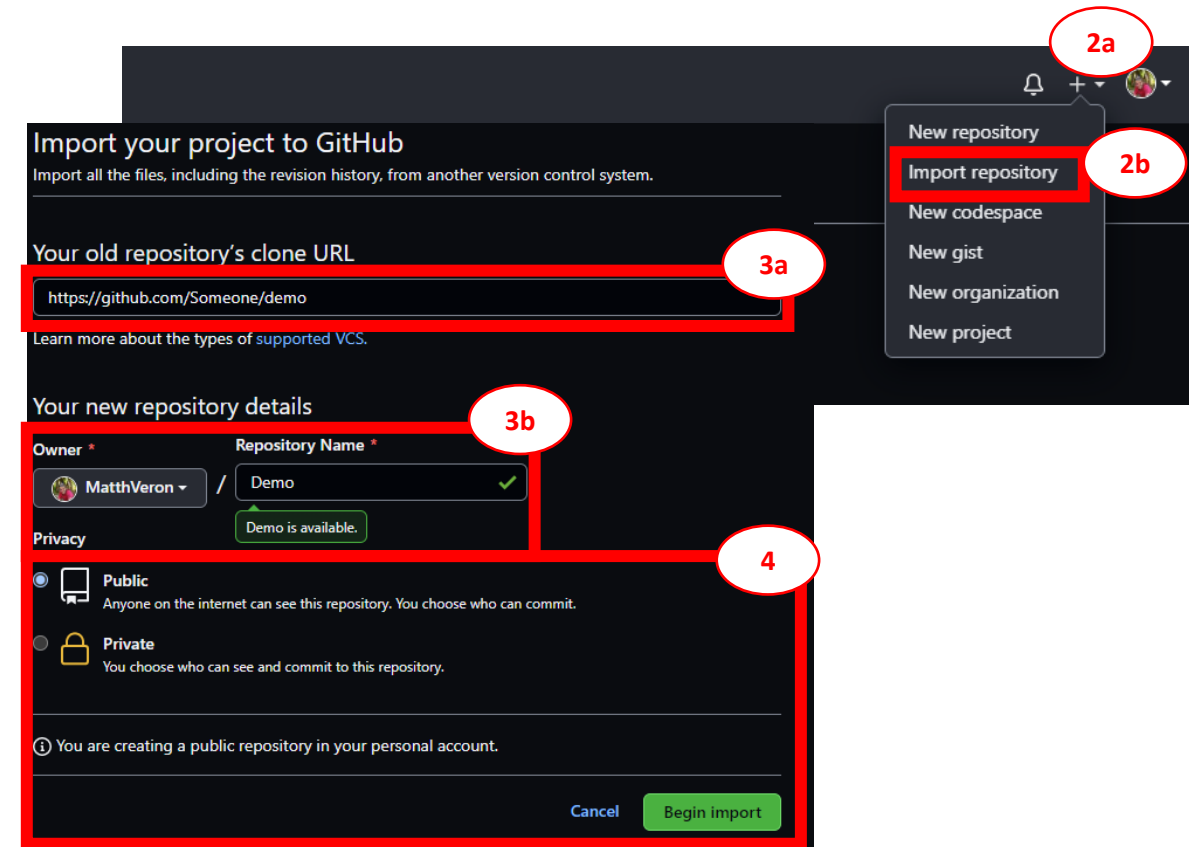 2a
New repository
Import repository
2b
New codespace
New gist
New organization
New project
Import your project to GitHub
Import all the files, including the revision history, from another version control system.
Your old repository's clone URL
3a
https://github.com/Someone/demo
Learn more about the types of supported VCS.
Your new repository details
3b
Owner *
Repository Name *
MatthVeron
/
Demo
Demo is available.
Privacy
4
Public
Anyone on the internet can see this repository. You choose who can commit.
Private
You choose who can see and commit to this repository.
You are creating a public repository in your personal account.
Cancel
Begin import